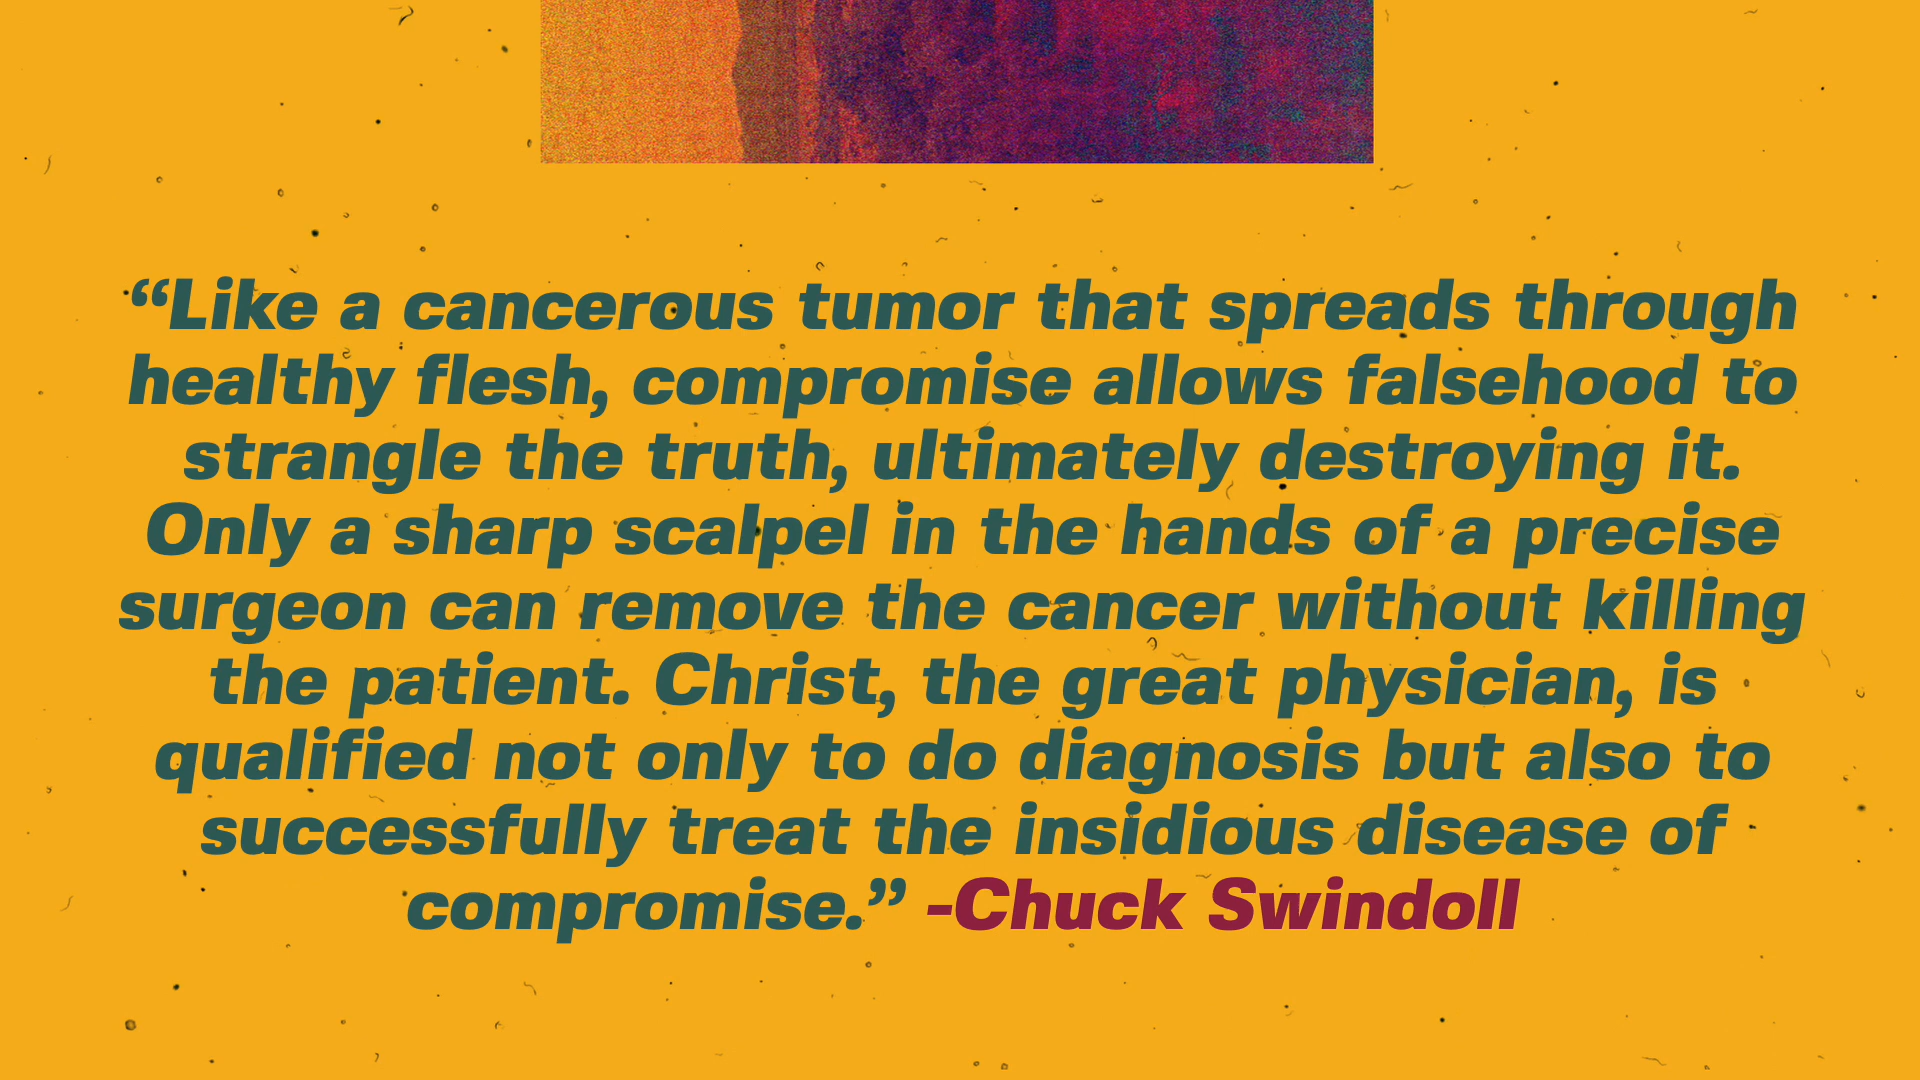 “Like a cancerous tumor that spreads through
healthy flesh, compromise allows falsehood to
strangle the truth, ultimately destroying it.
Only a sharp scalpel in the hands of a precise
surgeon can remove the cancer without killing
the patient. Christ, the great physician, is
qualified not only to do diagnosis but also to
successfully treat the insidious disease of
compromise.” -Chuck Swindoll